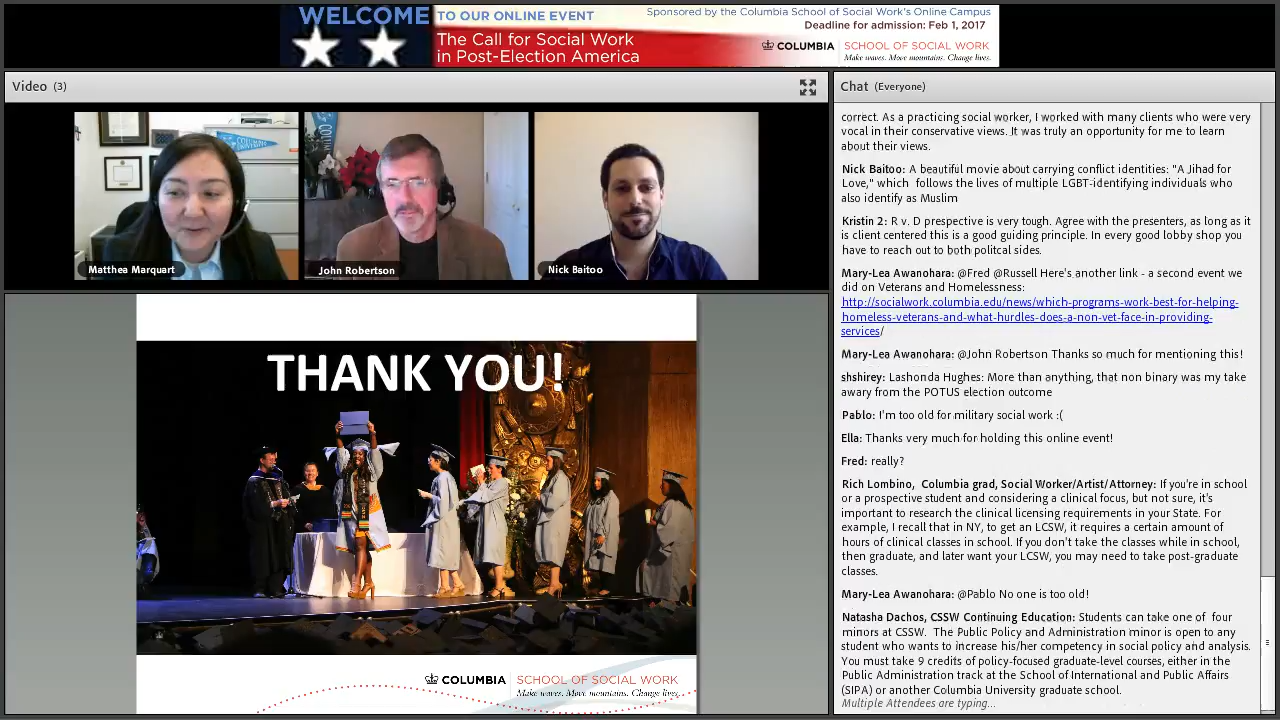 WELCOME TO OUR ONLINE EVENT
The Call for Social Work
in Post-Election America
Sponsored by the Columbia School of Social Work's Online Campus
Deadline for admission: Feb 1, 2017
COLUMBIA SCHOOL OF SOCIAL WORK
Make waves. Move mountains. Change lives.
Video (3)
Matthea Marquart
John Robertson
Nick Baitoo
THANK YOU!
COLUMBIA SCHOOL OF SOCIAL WORK
Make waves. Move mountains. Change lives.
Chat (Everyone)
correct. As a practicing social worker, I worked with many clients who were very
vocal in their conservative views. It was truly an opportunity for me to learn
about their views.
Nick Baitoo: A beautiful movie about carrying conflict identities: "A Jihad for
Love," which follows the lives of multiple LGBT-identifying individuals who
also identify as Muslim
Kristin 2: R v. D prespective is very tough. Agree with the presenters, as long as it
is client centered this is a good guiding principle. In every good lobby shop you
have to reach out to both politcal sides.
Mary-Lea Awanohara: @Fred @Russell Here's another link - a second event we
did on Veterans and Homelessness:
http://socialwork.columbia.edu/news/which-programs-work-best-for-helping-
homeless-veterans-and-what-hurdles-does-a-non-vet-face-in-providing-
services/
Mary-Lea Awanohara: @John Robertson Thanks so much for mentioning this!
shshirey: Lashonda Hughes: More than anything, that non binary was my take
awary from the POTUS election outcome
Pablo: I'm too old for military social work :(
Ella: Thanks very much for holding this online event!
Fred: really?
Rich Lombino, Columbia grad, Social Worker/Artist/Attorney: If you're in school
or a prospective student and considering a clinical focus, but not sure, it's
important to research the clinical licensing requirements in your State. For
example, I recall that in NY, to get an LCSW, it requires a certain amount of
hours of clinical classes in school. If you don't take the classes while in school,
then graduate, and later want your LCSW, you may need to take post-graduate
classes.
Mary-Lea Awanohara: @Pablo No one is too old!
Natasha Dachos, CSSW Continuing Education: Students can take one of four
minors at CSSW. The Public Policy and Administration minor is open to any
student who wants to increase his/her competency in social policy and analysis.
You must take 9 credits of policy-focused graduate-level courses, either in the
Public Administration track at the School of International and Public Affairs
(SIPA) or another Columbia University graduate school.
Multiple Attendees are typing...